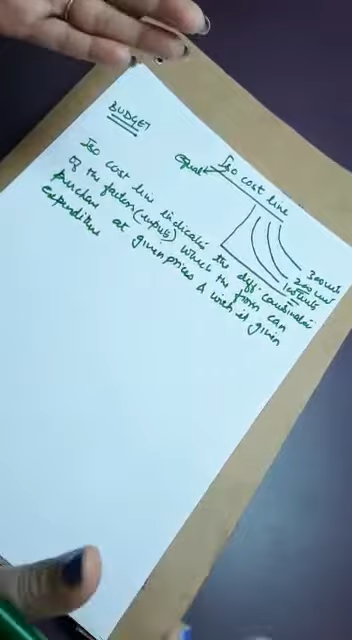 BUDGET
Iso cost line
equal
300 units
200 units
100 units
Iso cost line indicates the diff. combination
of the factors (inputs) which the firm can
purchase at given prices & with it given
expenditure